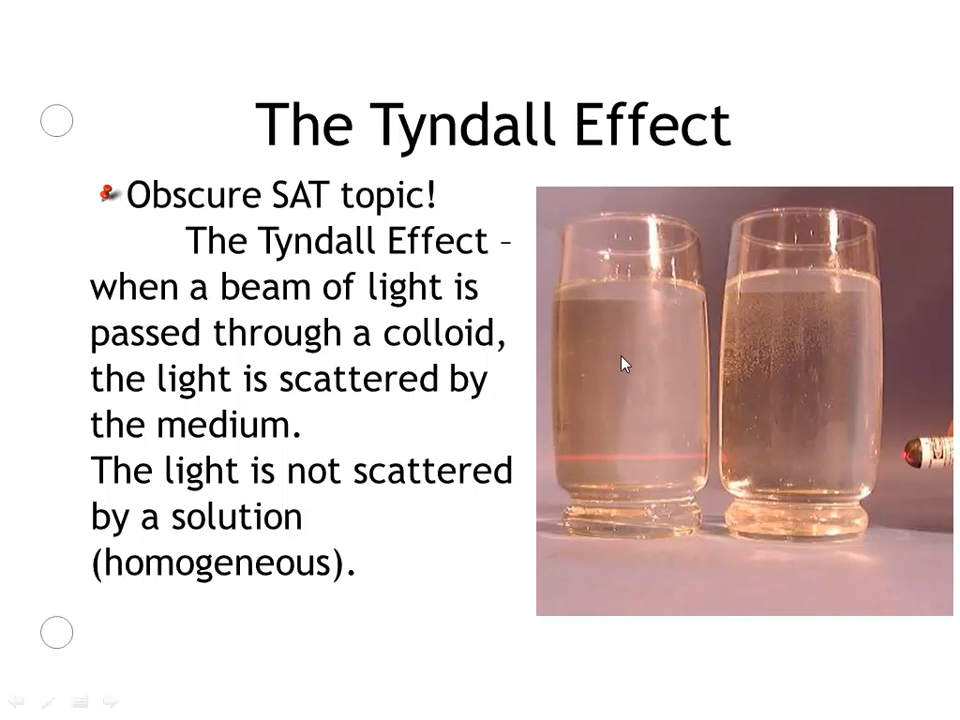 The Tyndall Effect
Obscure SAT topic!
The Tyndall Effect –
when a beam of light is
passed through a colloid,
the light is scattered by
the medium.
The light is not scattered
by a solution
(homogeneous).